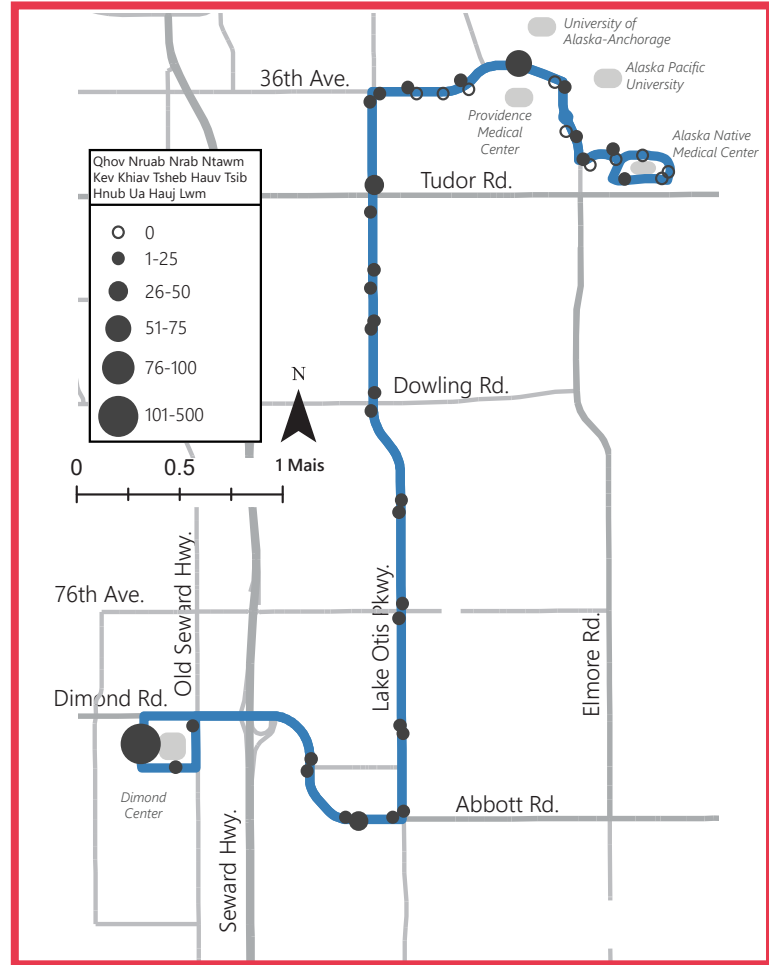 University of
Alaska-Anchorage
36th Ave.
Alaska Pacific
University
Providence
Medical
Center
Alaska Native
Medical Center
Qhov Nruab Nrab Ntawm
Kev Khiav Tsheb Hauv Tsib
Hnub Ua Hauj Lwm
0
1-25
26-50
51-75
76-100
101-500
Tudor Rd.
N
Dowling Rd.
0 0.5 1 Mais
76th Ave.
Old Seward Hwy.
Lake Otis Pkwy.
Elmore Rd.
Dimond Rd.
Dimond
Center
Seward Hwy.
Abbott Rd.